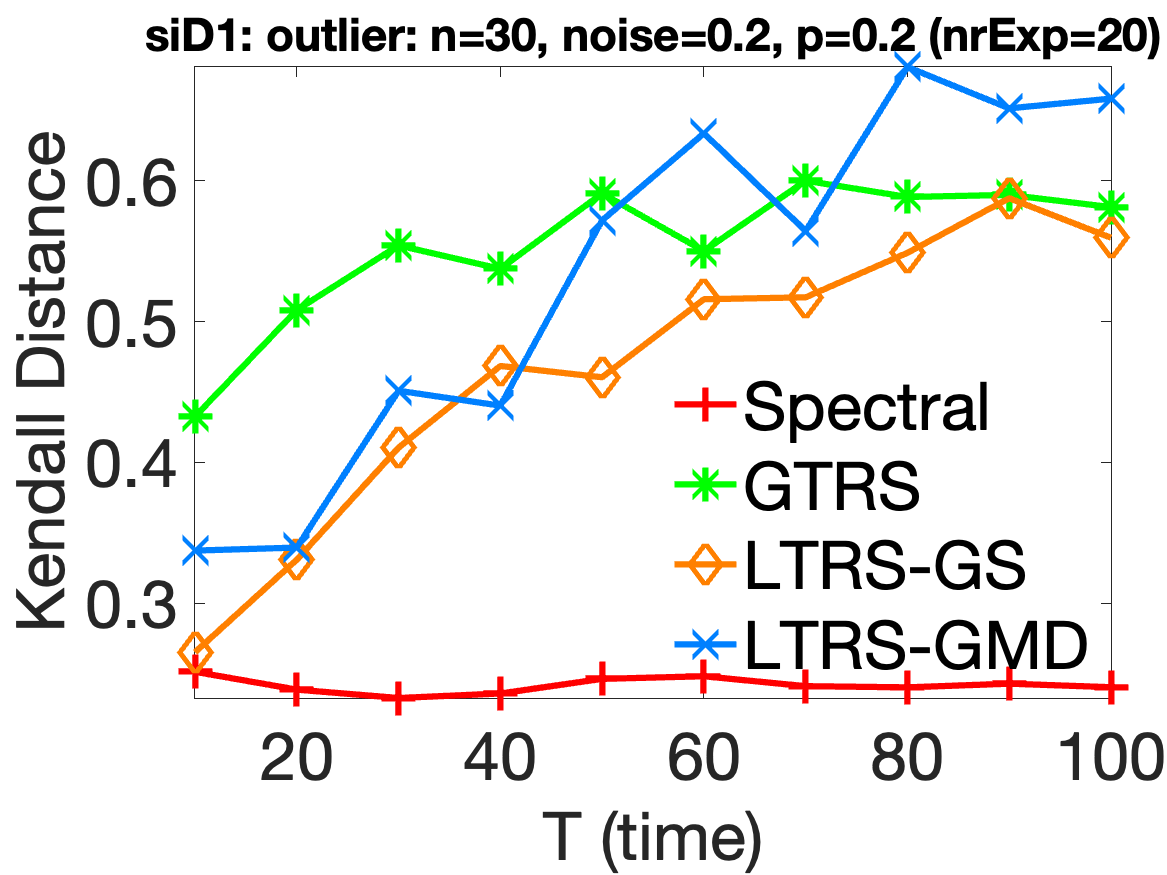 siD1: outlier: n=30, noise=0.2, p=0.2 (nrExp=20)
Kendall Distance
0.6
0.5
0.4
0.3
Spectral
GTRS
LTRS-GS
LTRS-GMD
20 40 60 80 100
T (time)